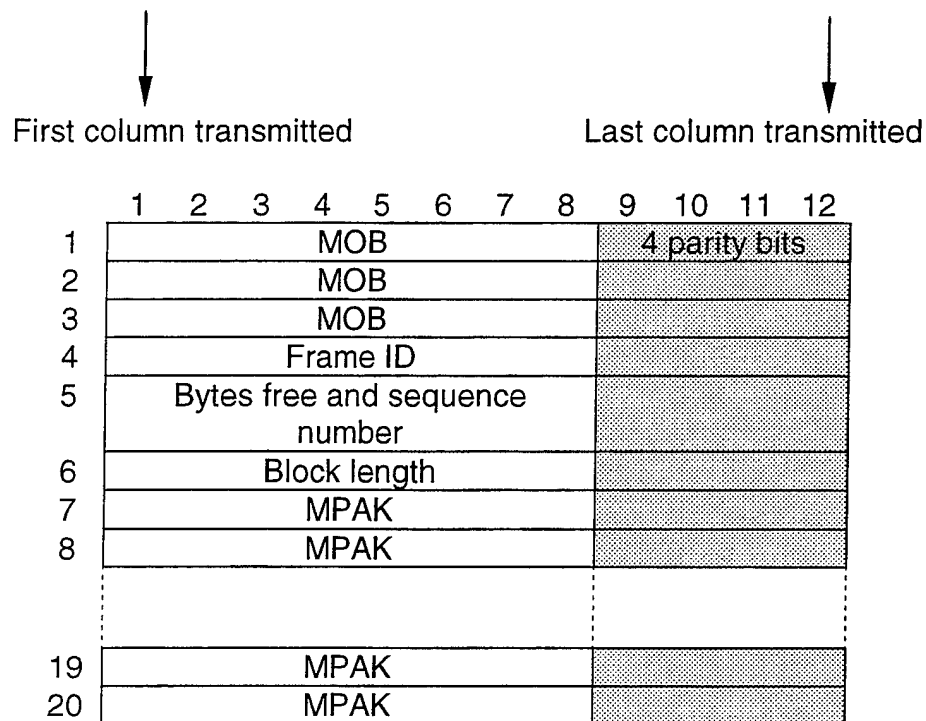 First column transmitted Last column transmitted
1 2 3 4 5 6 7 8 9 10 11 12
1 MOB 4 parity bits
2 MOB
3 MOB
4 Frame ID
5 Bytes free and sequence
number
6 Block length
7 MPAK
8 MPAK
19 MPAK
20 MPAK